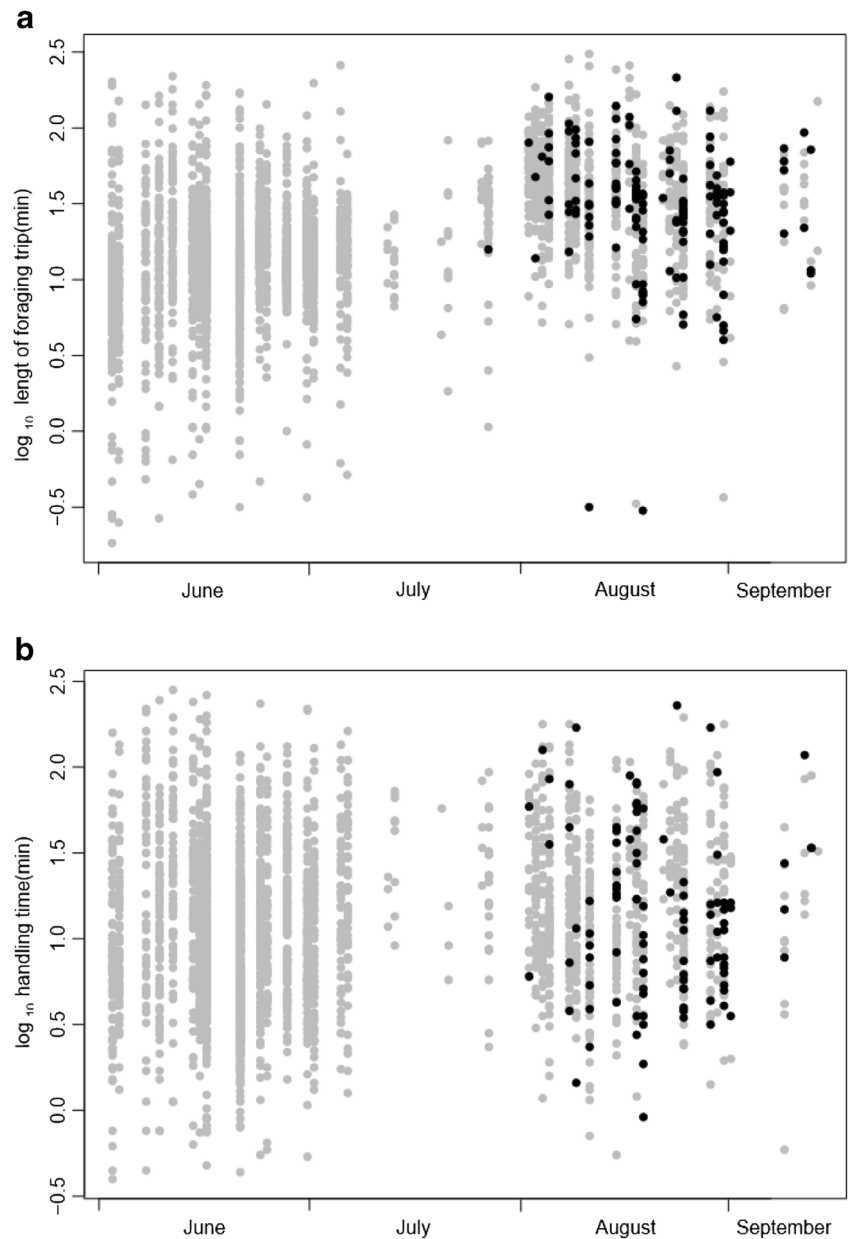 a
log 10 lengt of foraging trip(min)
2.5
2.0
1.5
1.0
0.5
0.0
−0.5
June July August September
b
log 10 handling time(min)
2.5
2.0
1.5
1.0
0.5
0.0
−0.5
June July August September